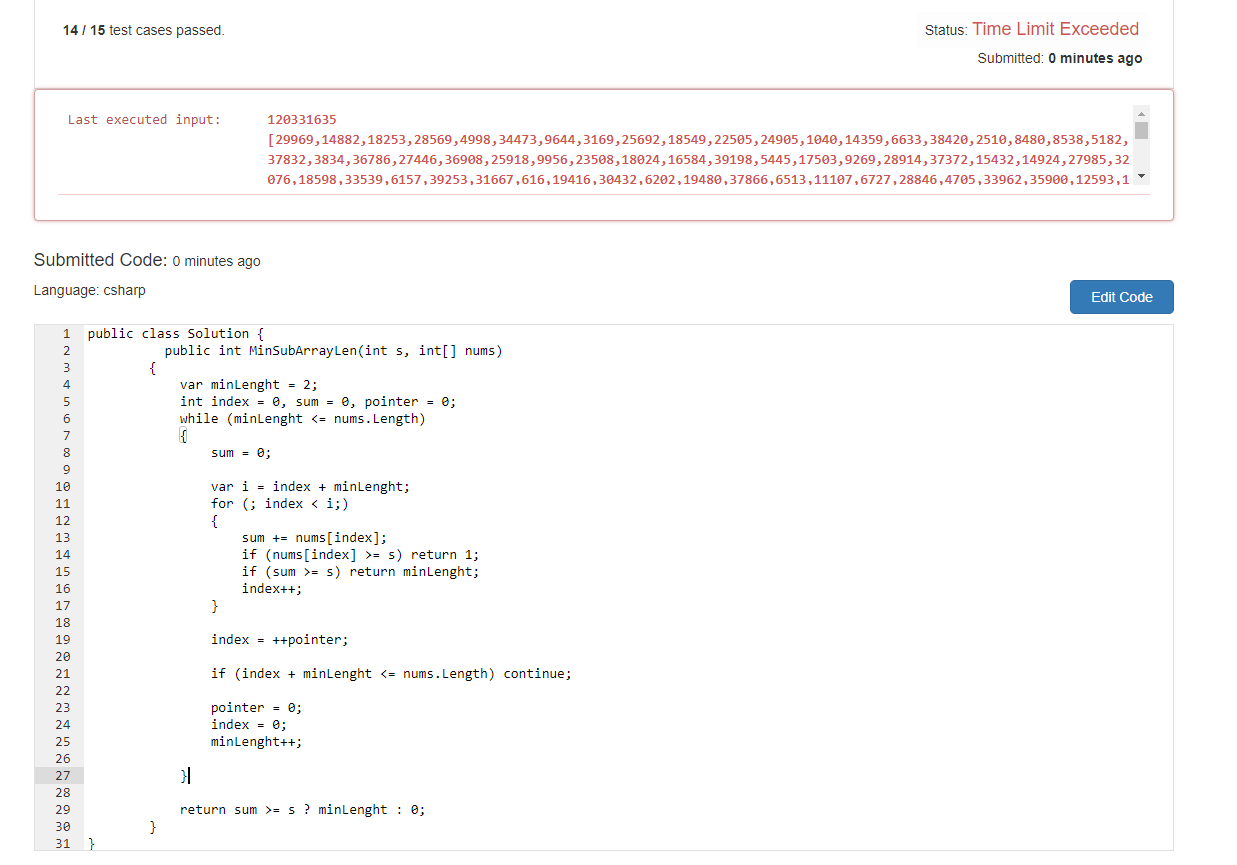 14 / 15 test cases passed.
Status: Time Limit Exceeded
Submitted: 0 minutes ago
Last executed input:
120331635
[29969,14882,18253,28569,4998,34473,9644,3169,25692,18549,22505,24905,1040,14359,6633,38420,2510,8480,8538,5182,
37832,3834,36786,27446,36908,25918,9956,23508,18024,16584,39198,5445,17503,9269,28914,37372,15432,14924,27985,32
076,18598,33539,6157,39253,31667,616,19416,30432,6202,19480,37866,6513,11107,6727,28846,4705,33962,35900,12593,1
Submitted Code: 0 minutes ago
Language: csharp
Edit Code
1 public class Solution {
2 public int MinSubArrayLen(int s, int[] nums)
3 {
4 var minLenght = 2;
5 int index = 0, sum = 0, pointer = 0;
6 while (minLenght <= nums.Length)
7 {
8 sum = 0;
9
10 var i = index + minLenght;
11 for (; index < i;)
12 {
13 sum += nums[index];
14 if (nums[index] >= s) return 1;
15 if (sum >= s) return minLenght;
16 index++;
17 }
18
19 index = ++pointer;
20
21 if (index + minLenght <= nums.Length) continue;
22
23 pointer = 0;
24 index = 0;
25 minLenght++;
26
27 }
28
29 return sum >= s ? minLenght : 0;
30 }
31 }